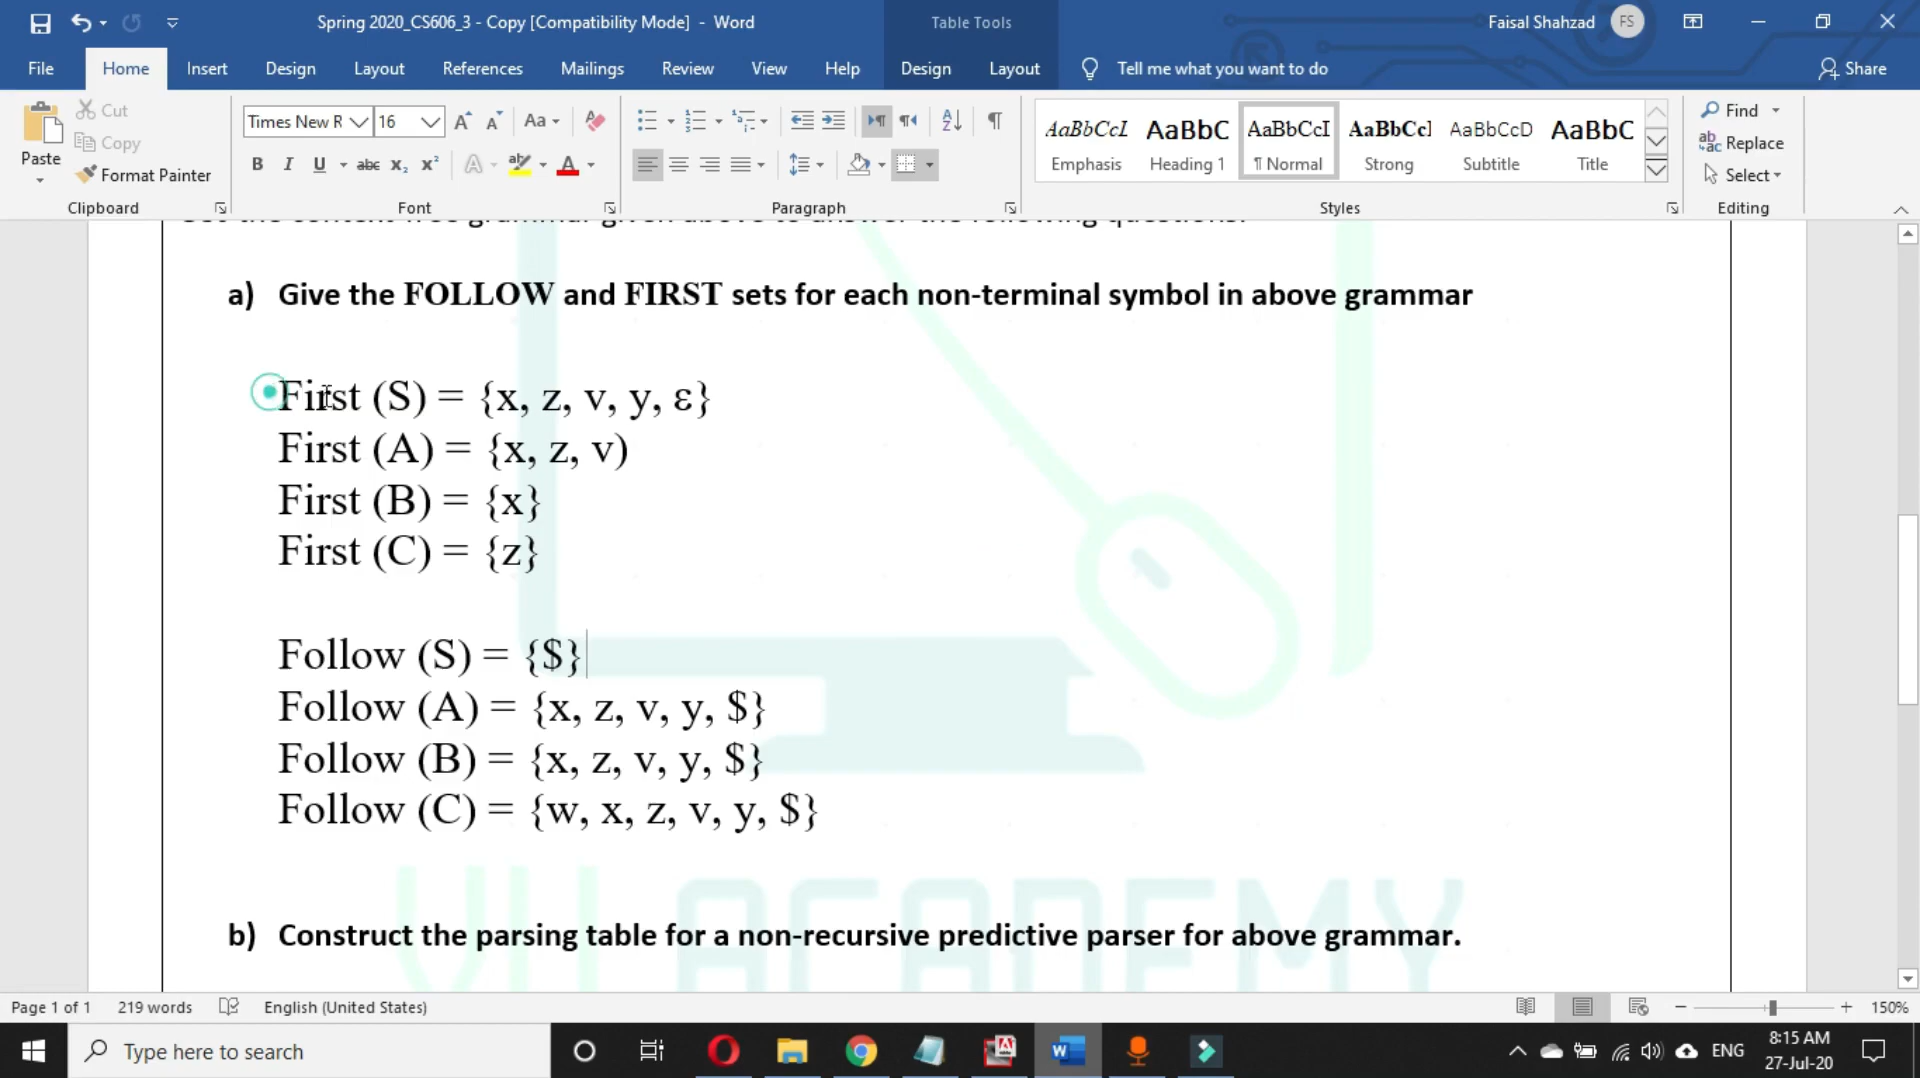 Spring 2020_CS606_3 - Copy [Compatibility Mode] - Word
Table Tools
Faisal Shahzad
FS
File
Home
Insert
Design
Layout
References
Mailings
Review
View
Help
Design
Layout
Tell me what you want to do
Share
Paste
Cut
Copy
Format Painter
Clipboard
Times New R
16
Font
Paragraph
AaBbCcI
Emphasis
AaBbC
Heading 1
AaBbCcI
¶ Normal
AaBbCcI
Strong
AaBbCcD
Subtitle
AaBbC
Title
Styles
Find
Replace
Select
Editing
a) Give the FOLLOW and FIRST sets for each non-terminal symbol in above grammar
First (S) = {x, z, v, y, ε}
First (A) = {x, z, v)
First (B) = {x}
First (C) = {z}
Follow (S) = {$}
Follow (A) = {x, z, v, y, $}
Follow (B) = {x, z, v, y, $}
Follow (C) = {w, x, z, v, y, $}
b) Construct the parsing table for a non-recursive predictive parser for above grammar.
ACADEMY
Page 1 of 1
219 words
English (United States)
150%
Type here to search
ENG
8:15 AM
27-Jul-20